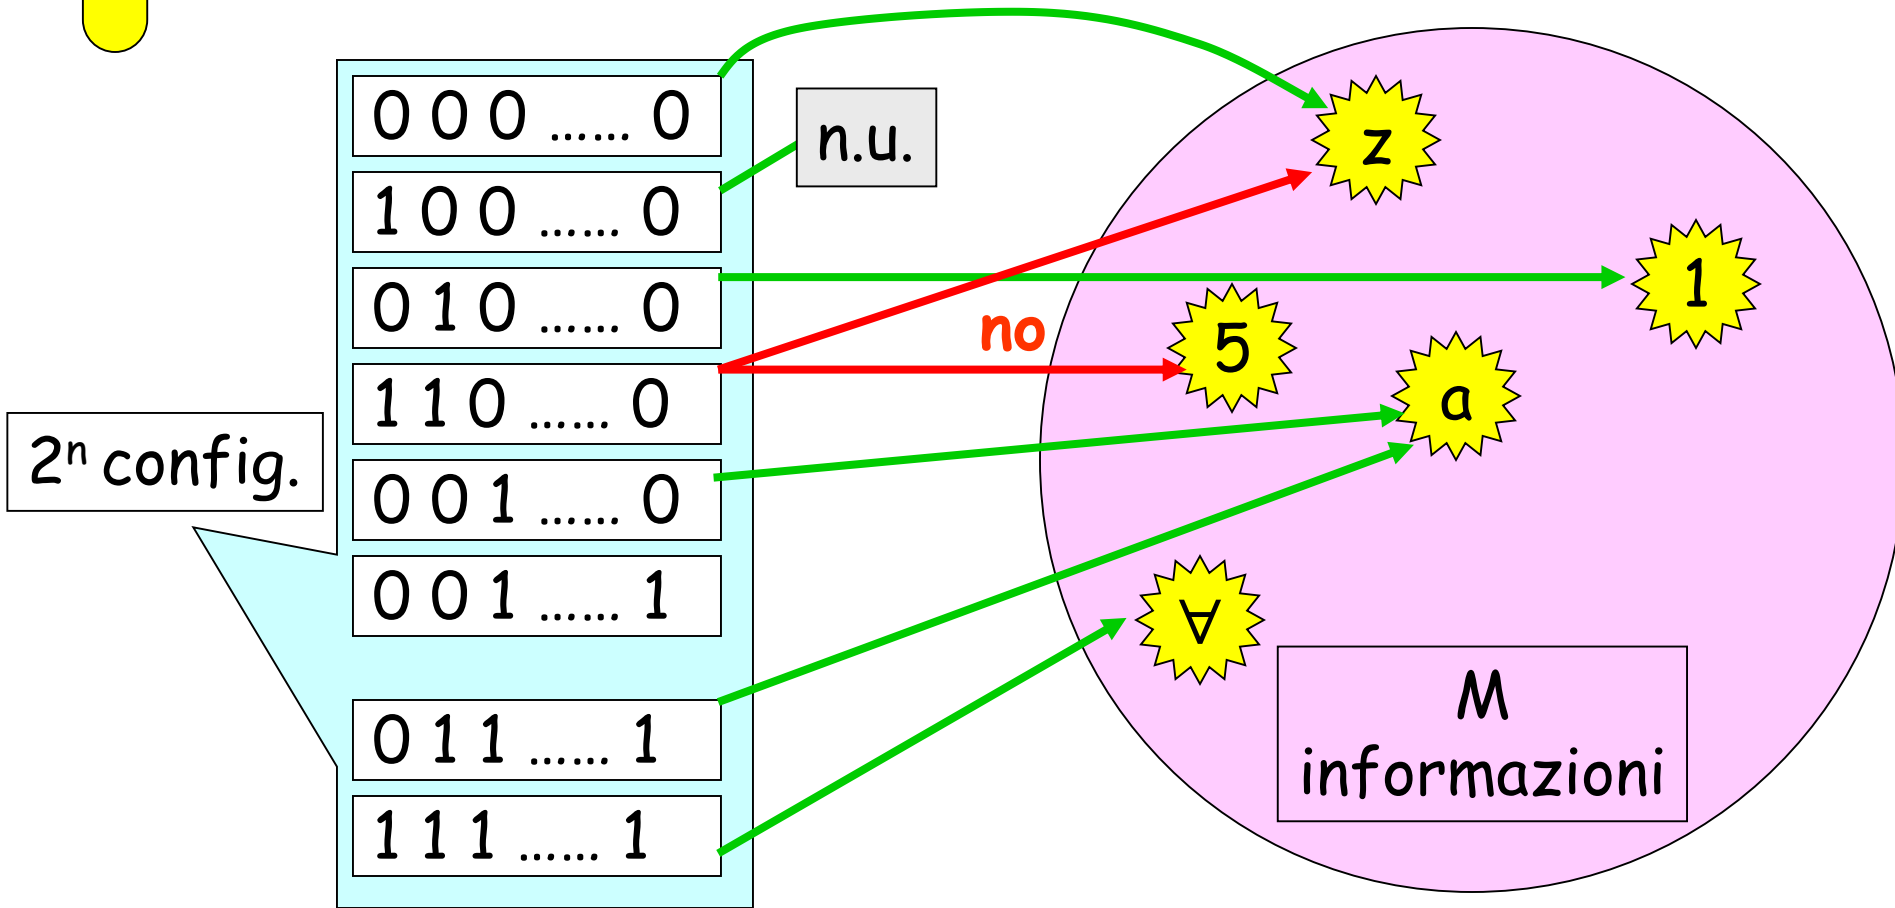 0 0 0 …… 0
n.u.
1 0 0 …… 0
0 1 0 …… 0
1 1 0 …… 0
0 0 1 …… 0
0 0 1 …… 1
0 1 1 …… 1
1 1 1 …… 1
2ⁿ config.
no
z
1
5
a
∀
M
informazioni